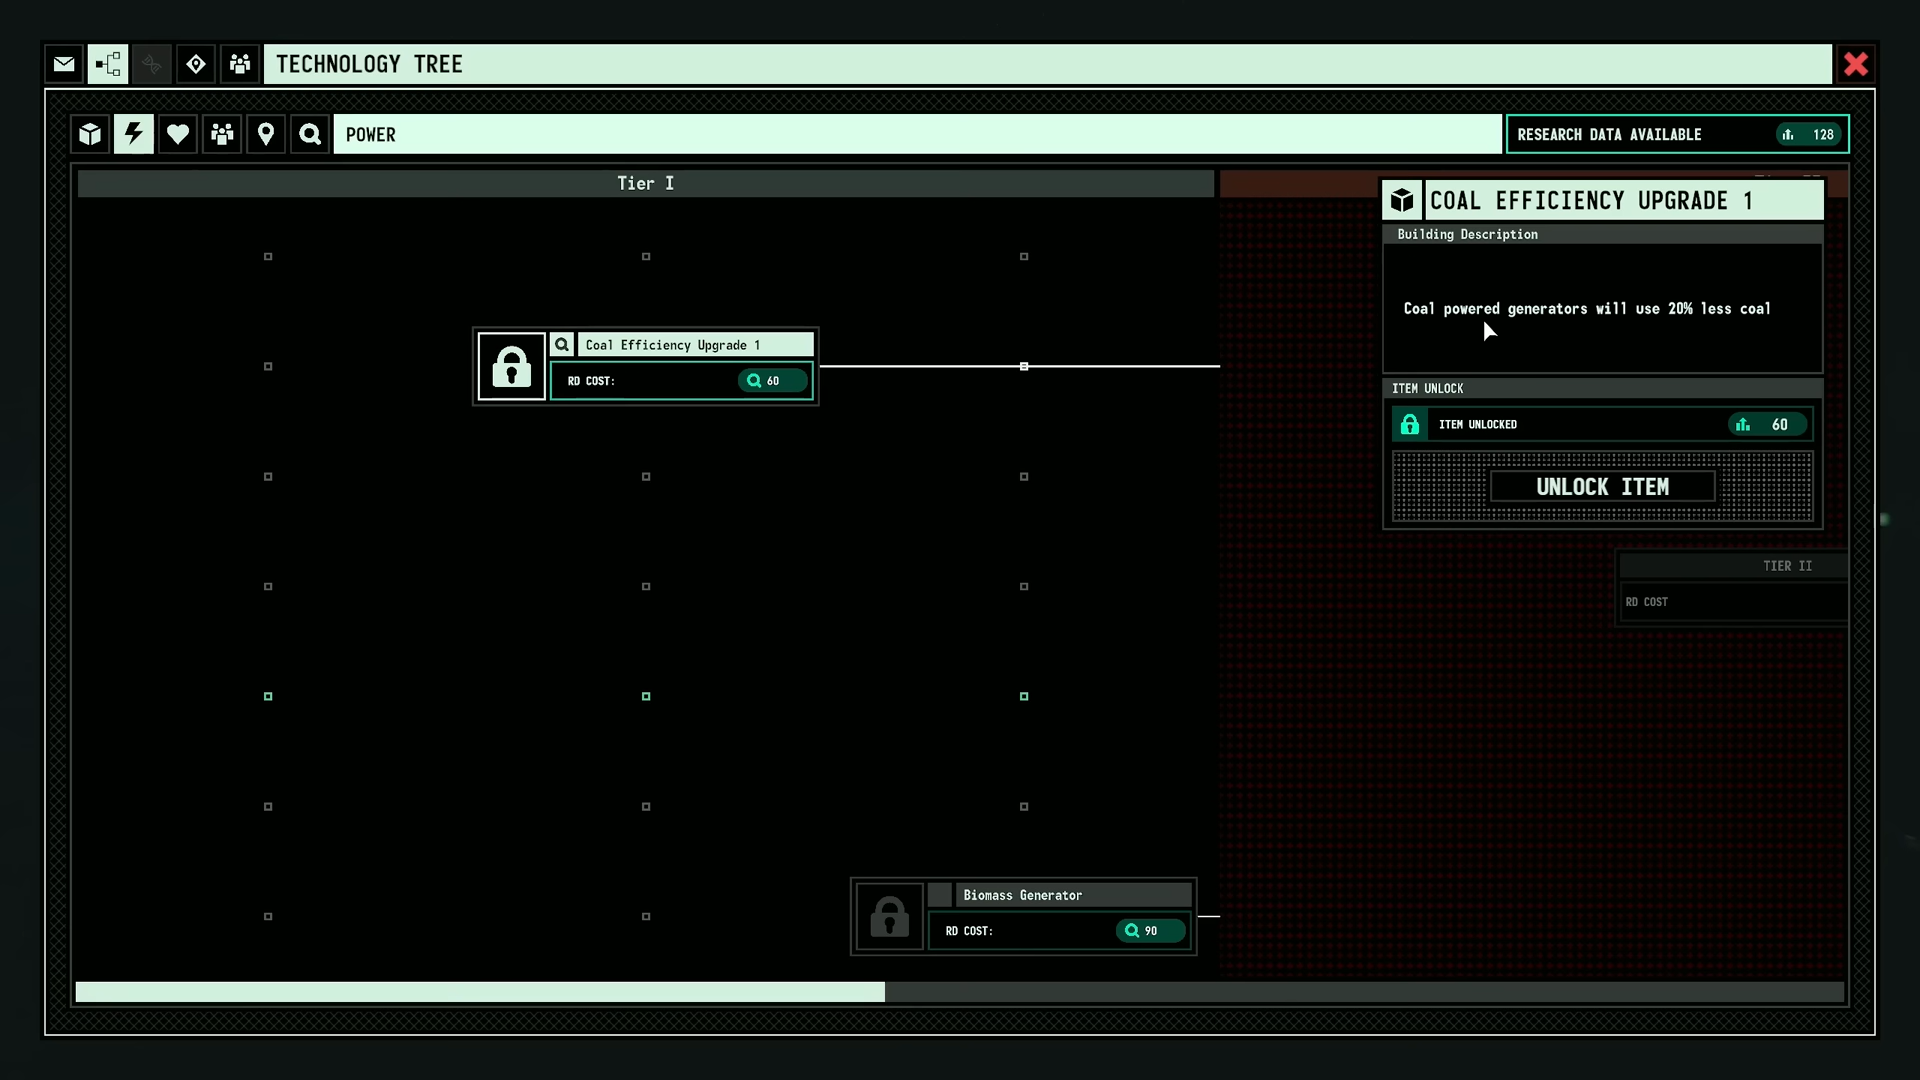 TECHNOLOGY TREE
POWER
RESEARCH DATA AVAILABLE 128
Tier I
COAL EFFICIENCY UPGRADE 1
Building Description
Coal powered generators will use 20% less coal
ITEM UNLOCK
ITEM UNLOCKED 60
UNLOCK ITEM
Coal Efficiency Upgrade 1
RD COST: 60
TIER II
RD COST
Biomass Generator
RD COST: 90